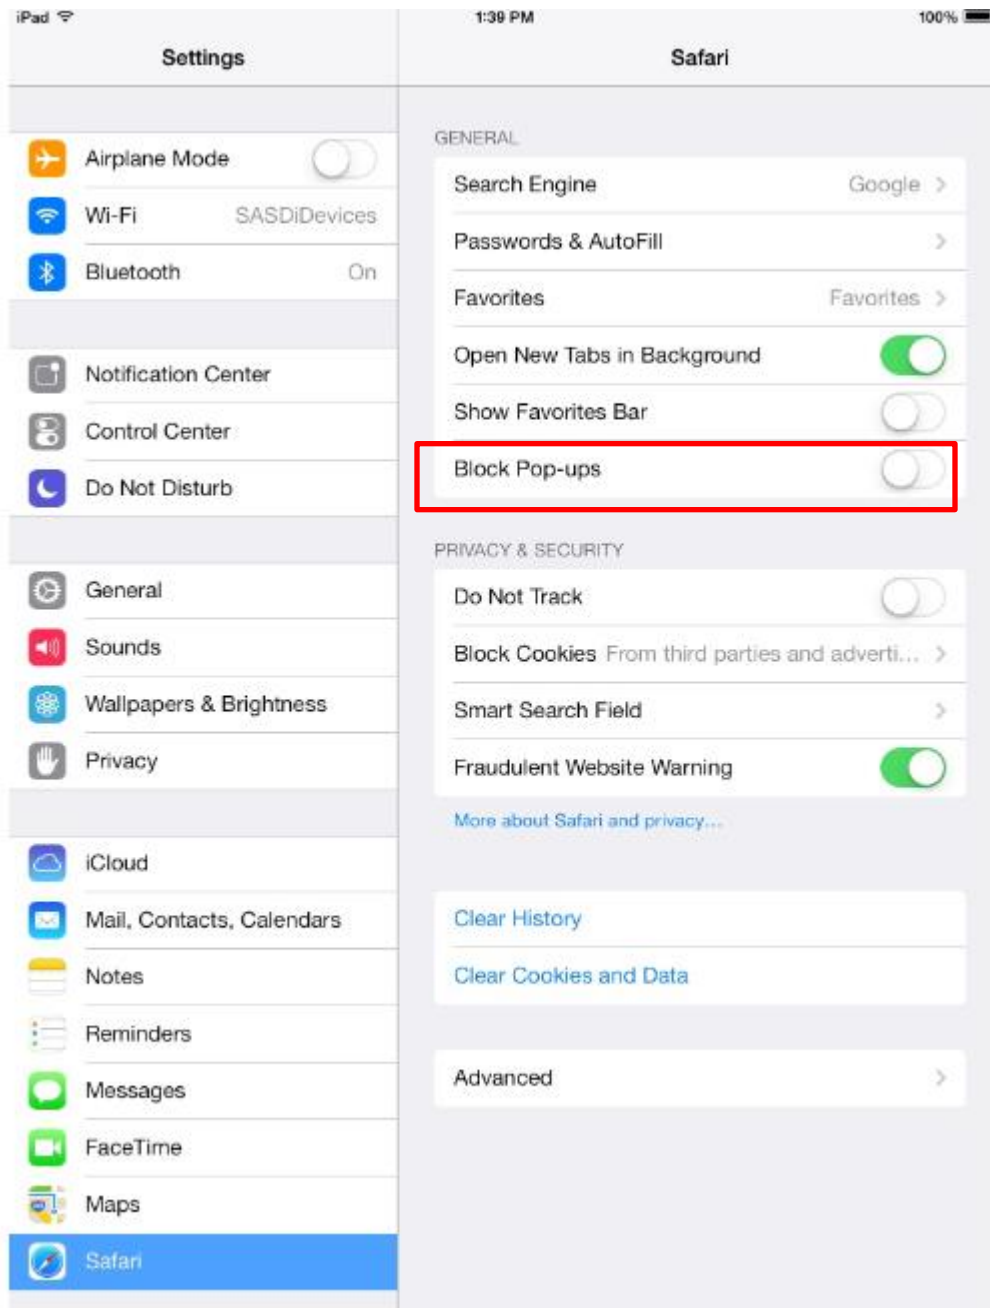 iPad 1:39 PM 100%
Settings
Airplane Mode
Wi-Fi SASDiDevices
Bluetooth On
Notification Center
Control Center
Do Not Disturb
General
Sounds
Wallpapers & Brightness
Privacy
iCloud
Mail, Contacts, Calendars
Notes
Reminders
Messages
FaceTime
Maps
Safari
Safari
GENERAL
Search Engine Google >
Passwords & AutoFill >
Favorites Favorites >
Open New Tabs in Background
Show Favorites Bar
Block Pop-ups
PRIVACY & SECURITY
Do Not Track
Block Cookies From third parties and adverti... >
Smart Search Field >
Fraudulent Website Warning
More about Safari and privacy...
Clear History
Clear Cookies and Data
Advanced >